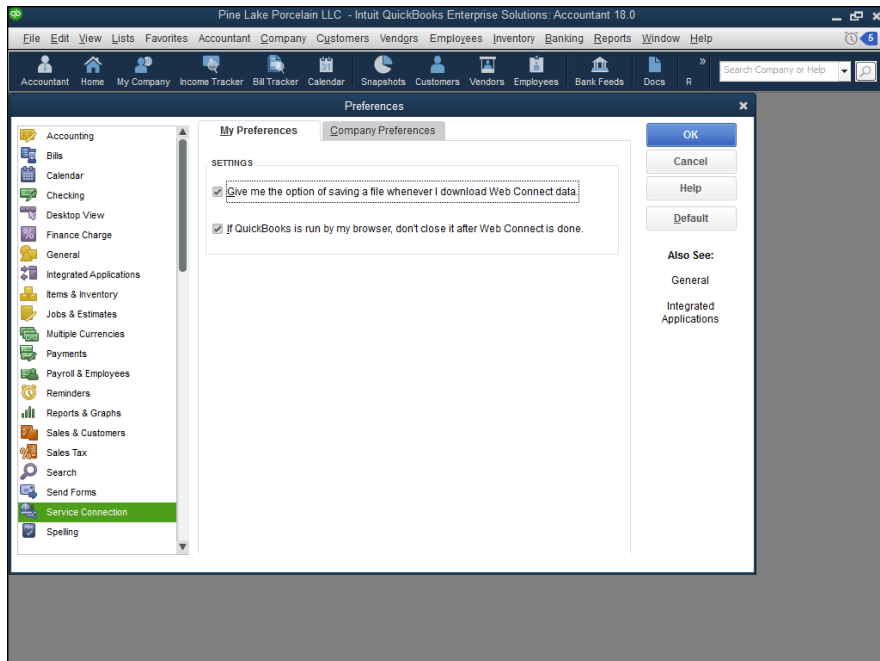 qb
Pine Lake Porcelain LLC - Intuit QuickBooks Enterprise Solutions: Accountant 18.0
File Edit View Lists Favorites Accountant Company Customers Vendors Employees Inventory Banking Reports Window Help 5
31
Accountant Home My Company Income Tracker Bill Tracker Calendar Snapshots Customers Vendors Employees Bank Feeds Docs R » Search Company or Help
Preferences
Accounting
Bills
Calendar
Checking
Desktop View
Finance Charge
General
Integrated Applications
Items & Inventory
Jobs & Estimates
Multiple Currencies
Payments
Payroll & Employees
Reminders
Reports & Graphs
Sales & Customers
Sales Tax
Search
Send Forms
Service Connection
Abc
Spelling
My Preferences Company Preferences
SETTINGS
Give me the option of saving a file whenever I download Web Connect data.
If QuickBooks is run by my browser, don't close it after Web Connect is done.
OK
Cancel
Help
Default
Also See:
General
Integrated
Applications